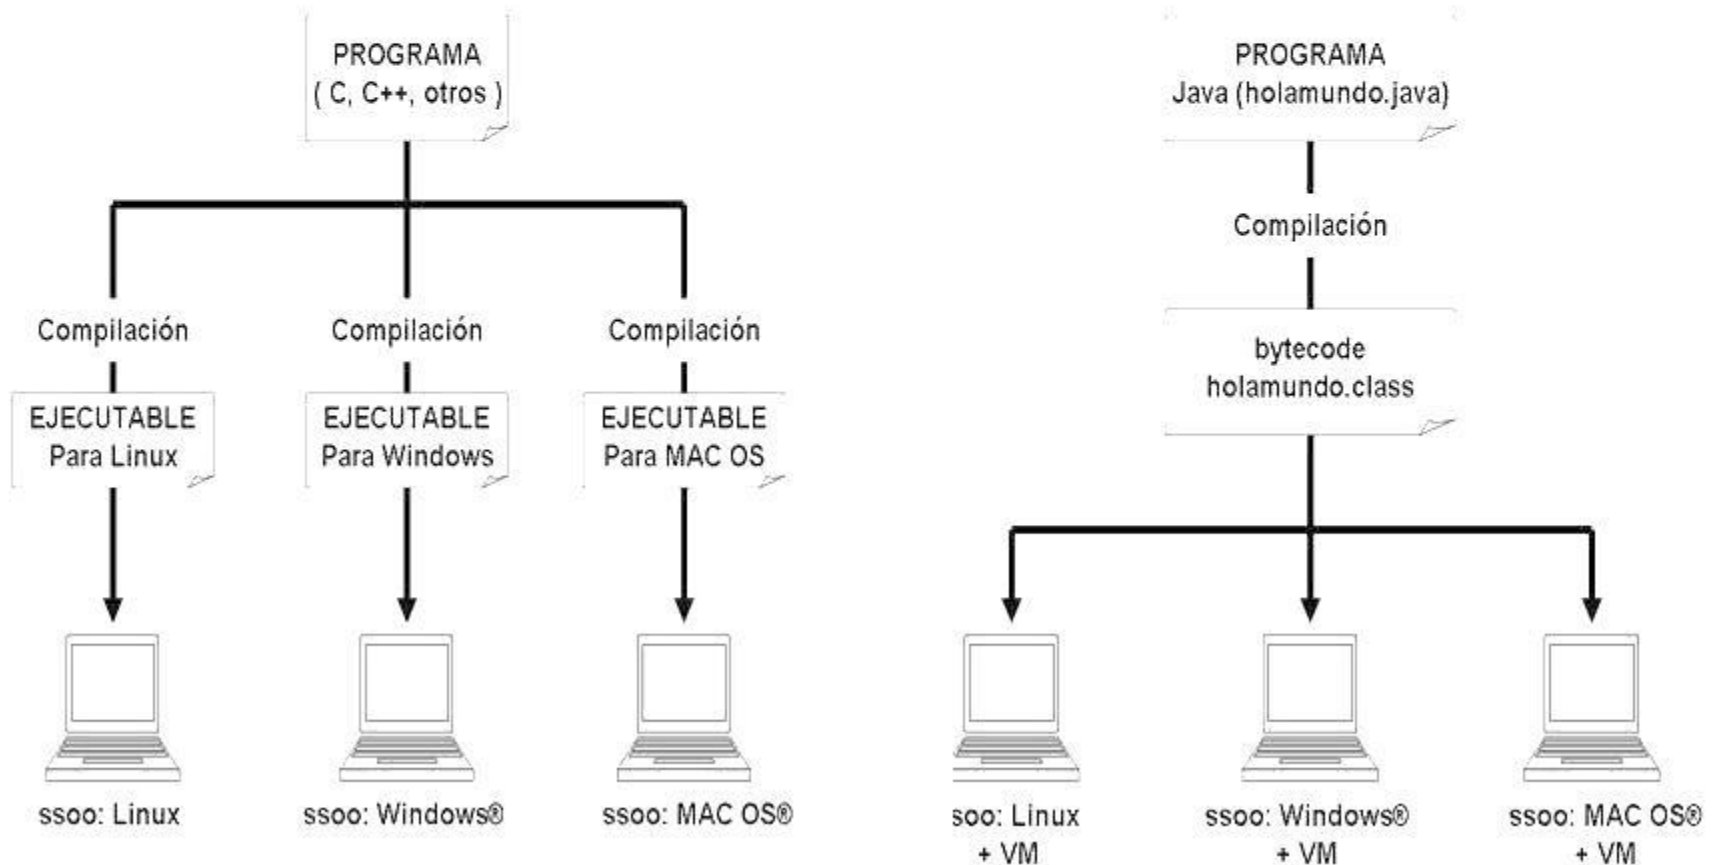 PROGRAMA
( C, C++, otros )
Compilación
Compilación
Compilación
EJECUTABLE
Para Linux
EJECUTABLE
Para Windows
EJECUTABLE
Para MAC OS
ssoo: Linux
ssoo: Windows®
ssoo: MAC OS®
PROGRAMA
Java (holamundo.java)
Compilación
bytecode
holamundo.class
soo: Linux
+ VM
ssoo: Windows®
+ VM
ssoo: MAC OS®
+ VM